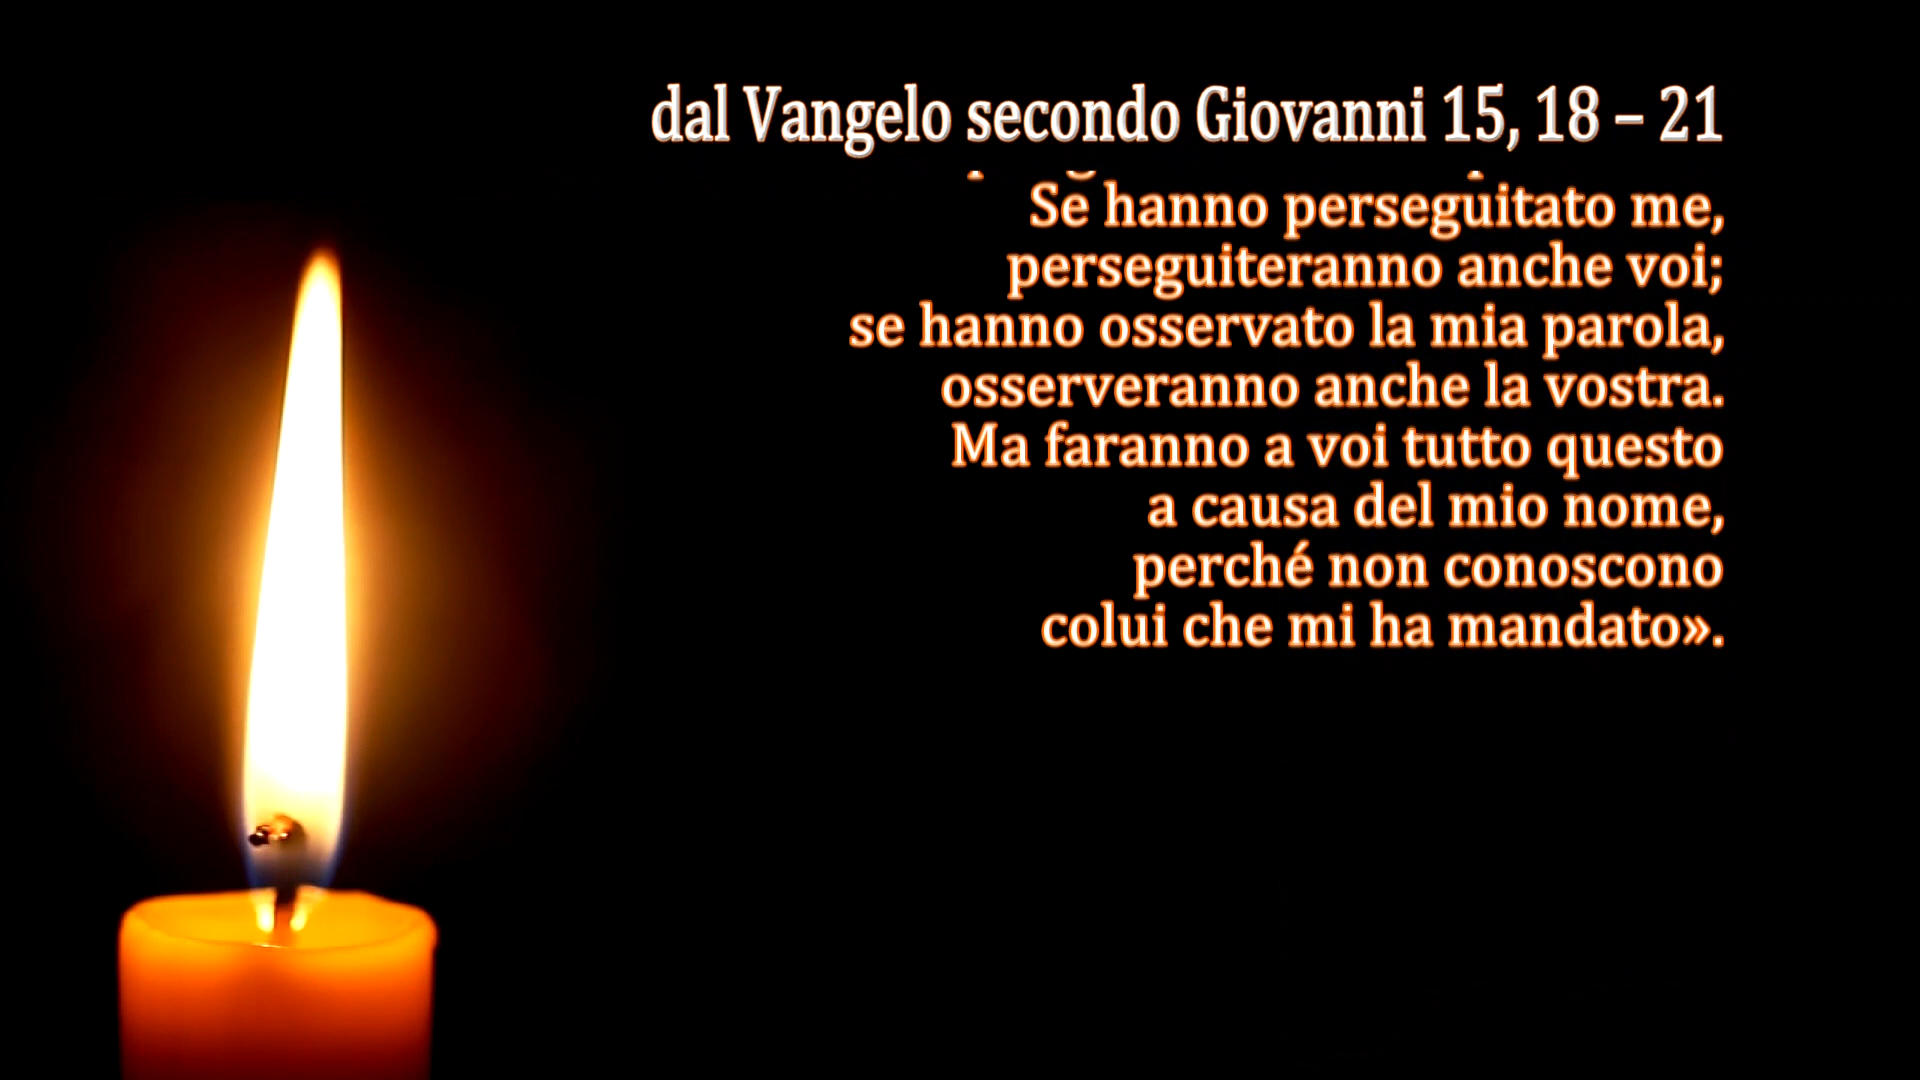 dal Vangelo secondo Giovanni 15, 18 – 21
Se hanno perseguitato me,
perseguiteranno anche voi;
se hanno osservato la mia parola,
osserveranno anche la vostra.
Ma faranno a voi tutto questo
a causa del mio nome,
perché non conoscono
colui che mi ha mandato».